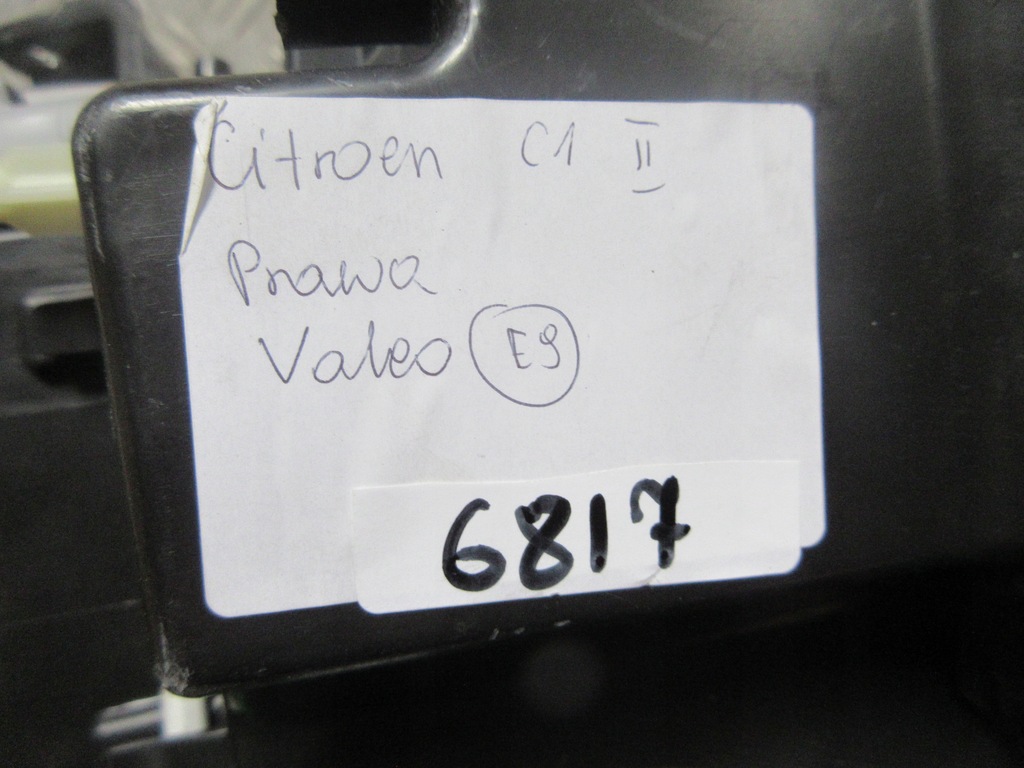 Citroen C1 II
Prawa
Valeo E9
6817